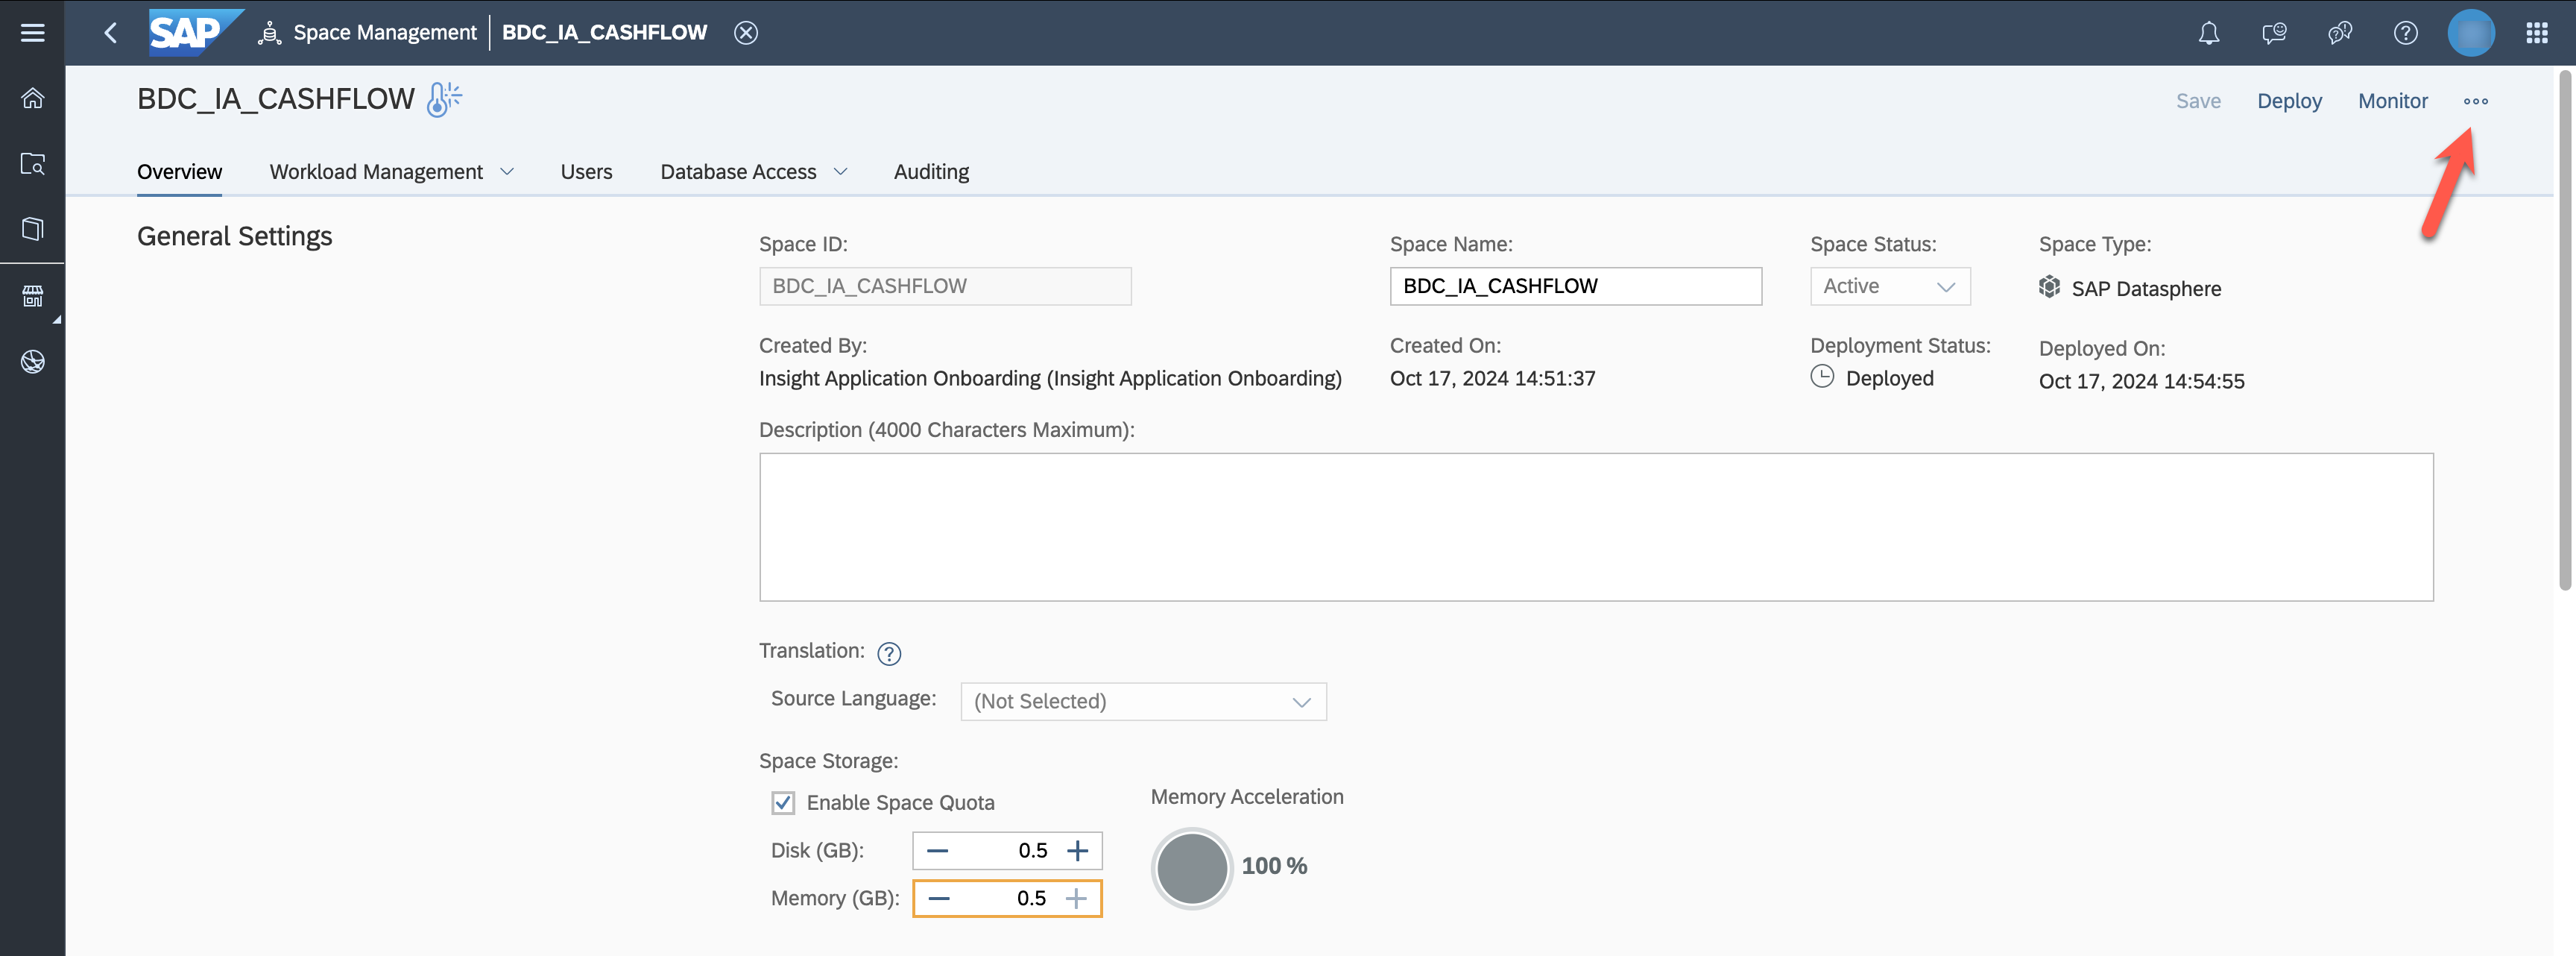 SAP Space Management BDC_IA_CASHFLOW
BDC_IA_CASHFLOW
Save Deploy Monitor
Overview Workload Management Users Database Access Auditing
General Settings
Space ID: Space Name: Space Status: Space Type:
BDC_IA_CASHFLOW BDC_IA_CASHFLOW Active SAP Datasphere
Created By: Created On: Deployment Status: Deployed On:
Insight Application Onboarding (Insight Application Onboarding) Oct 17, 2024 14:51:37 Deployed Oct 17, 2024 14:54:55
Description (4000 Characters Maximum):
Translation:
Source Language: (Not Selected)
Space Storage:
Enable Space Quota Memory Acceleration
Disk (GB): 0.5
100 %
Memory (GB): 0.5